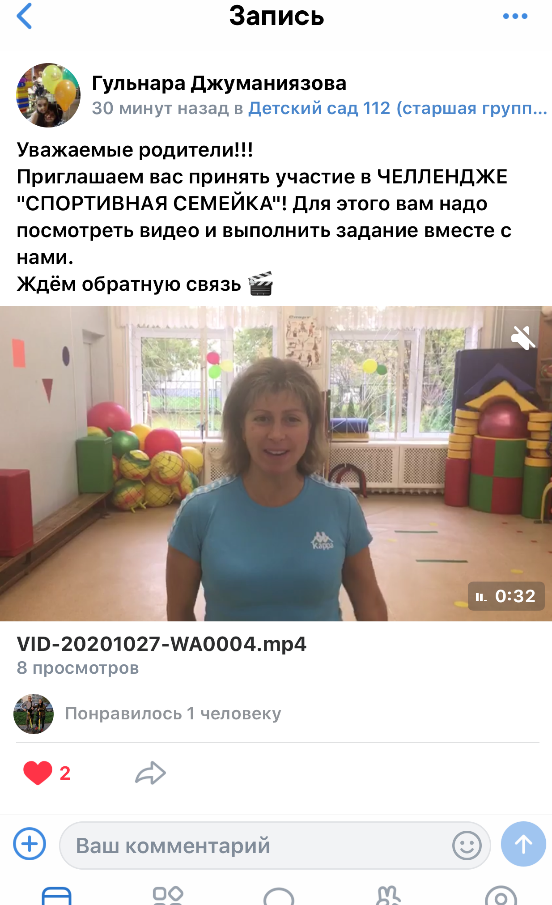 Запись
Гульнара Джуманиязова
30 минут назад в Детский сад 112 (старшая групп...
Уважаемые родители!!!
Приглашаем вас принять участие в ЧЕЛЛЕНДЖЕ
"СПОРТИВНАЯ СЕМЕЙКА"! Для этого вам надо
посмотреть видео и выполнить задание вместе с
нами.
Ждём обратную связь 🎬
Kappa
0:32
VID-20201027-WA0004.mp4
8 просмотров
Понравилось 1 человеку
2
Ваш комментарий